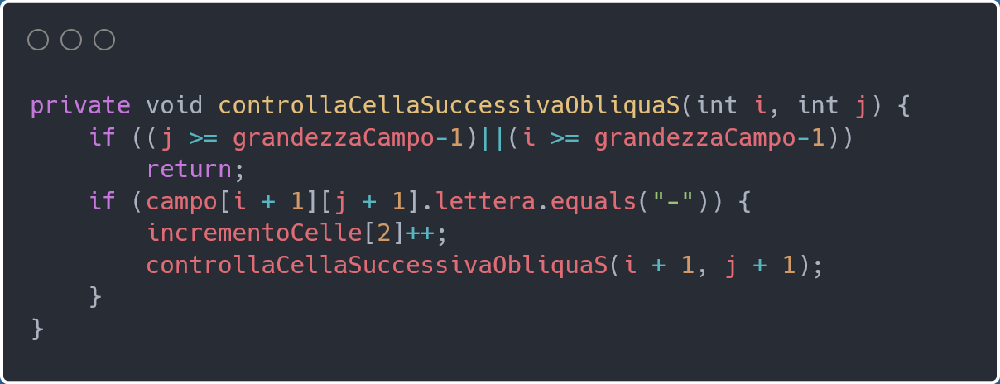 private void controllaCellaSuccessivaObliquaS(int i, int j) {
    if ((j >= grandezzaCampo-1)||(i >= grandezzaCampo-1))
        return;
    if (campo[i + 1][j + 1].lettera.equals("-")) {
        incrementoCelle[2]++;
        controllaCellaSuccessivaObliquaS(i + 1, j + 1);
    }
}